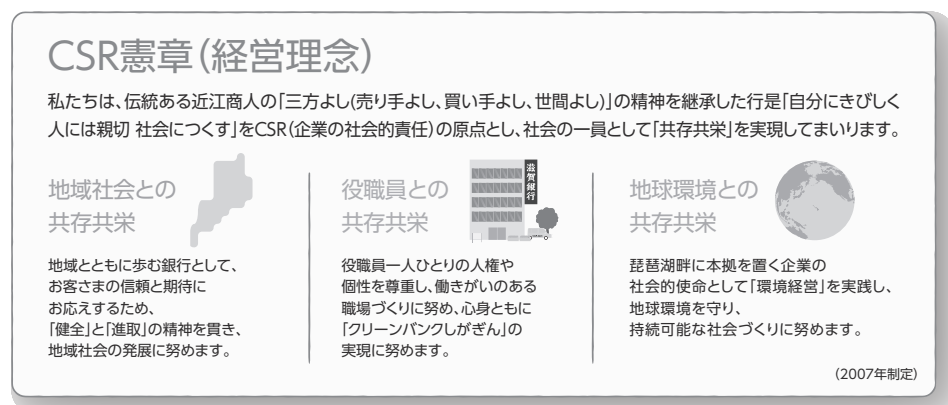 CSR憲章(経営理念)
私たちは、伝統ある近江商人の「三方よし(売り手よし、買い手よし、世間よし)」の精神を継承した行是「自分にきびしく
人には親切 社会につくす」をCSR(企業の社会的責任)の原点とし、社会の一員として「共存共栄」を実現してまいります。
地域社会との
共存共栄
地域とともに歩む銀行として、
お客さまの信頼と期待に
お応えするため、
「健全」と「進取」の精神を貫き、
地域社会の発展に努めます。
役職員との
共存共栄
滋賀銀行
役職員一人ひとりの人権や
個性を尊重し、働きがいのある
職場づくりに努め、心身ともに
「クリーンバンクしがぎん」の
実現に努めます。
地球環境との
共存共栄
琵琶湖畔に本拠を置く企業の
社会的使命として「環境経営」を実践し、
地球環境を守り、
持続可能な社会づくりに努めます。
(2007年制定)